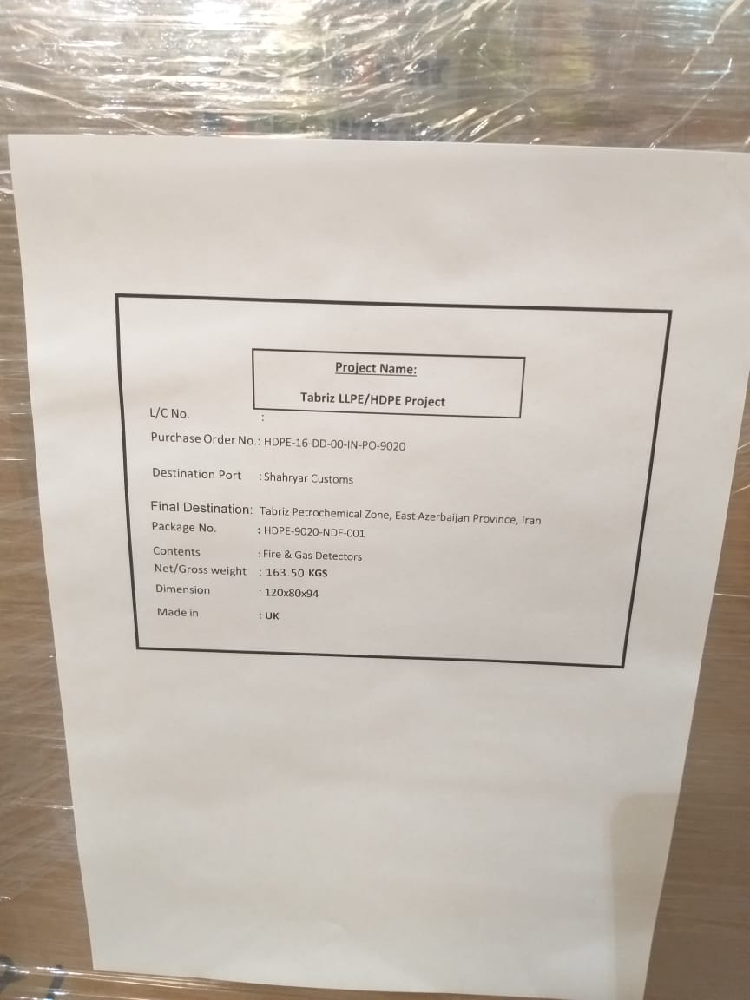 Project Name:
Tabriz LLPE/HDPE Project
L/C No. :
Purchase Order No.: HDPE-16-DD-00-IN-PO-9020
Destination Port : Shahryar Customs
Final Destination: Tabriz Petrochemical Zone, East Azerbaijan Province, Iran
Package No. : HDPE-9020-NDF-001
Contents : Fire & Gas Detectors
Net/Gross weight : 163.50 KGS
Dimension : 120x80x94
Made in : UK